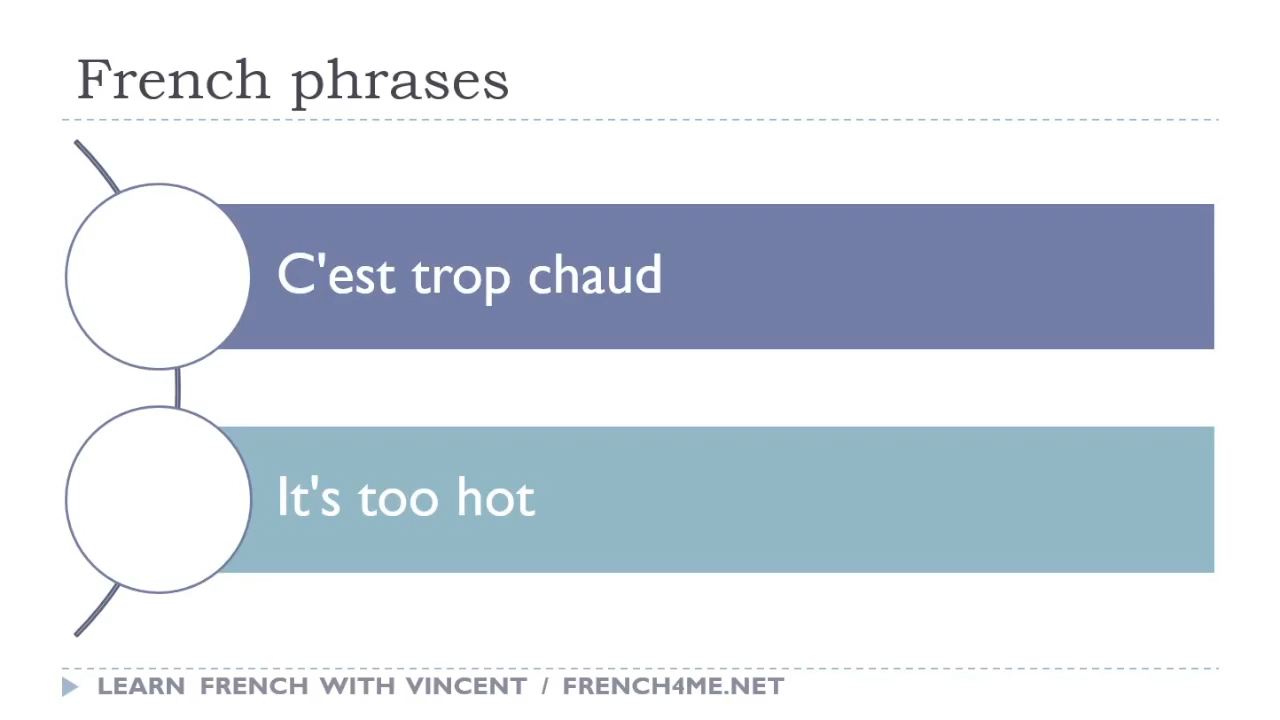 French phrases
C'est trop chaud
It's too hot
LEARN FRENCH WITH VINCENT / FRENCH4ME.NET